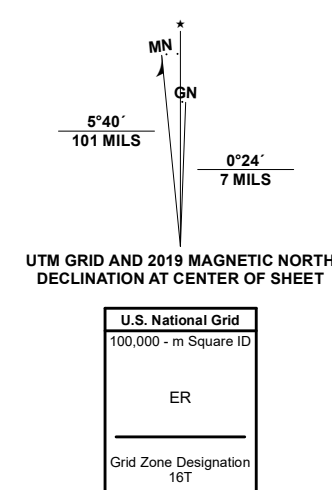 ★
MN
GN
5°40´
101 MILS
0°24´
7 MILS
UTM GRID AND 2019 MAGNETIC NORTH
DECLINATION AT CENTER OF SHEET
U.S. National Grid
100,000 - m Square ID
ER
Grid Zone Designation
16T